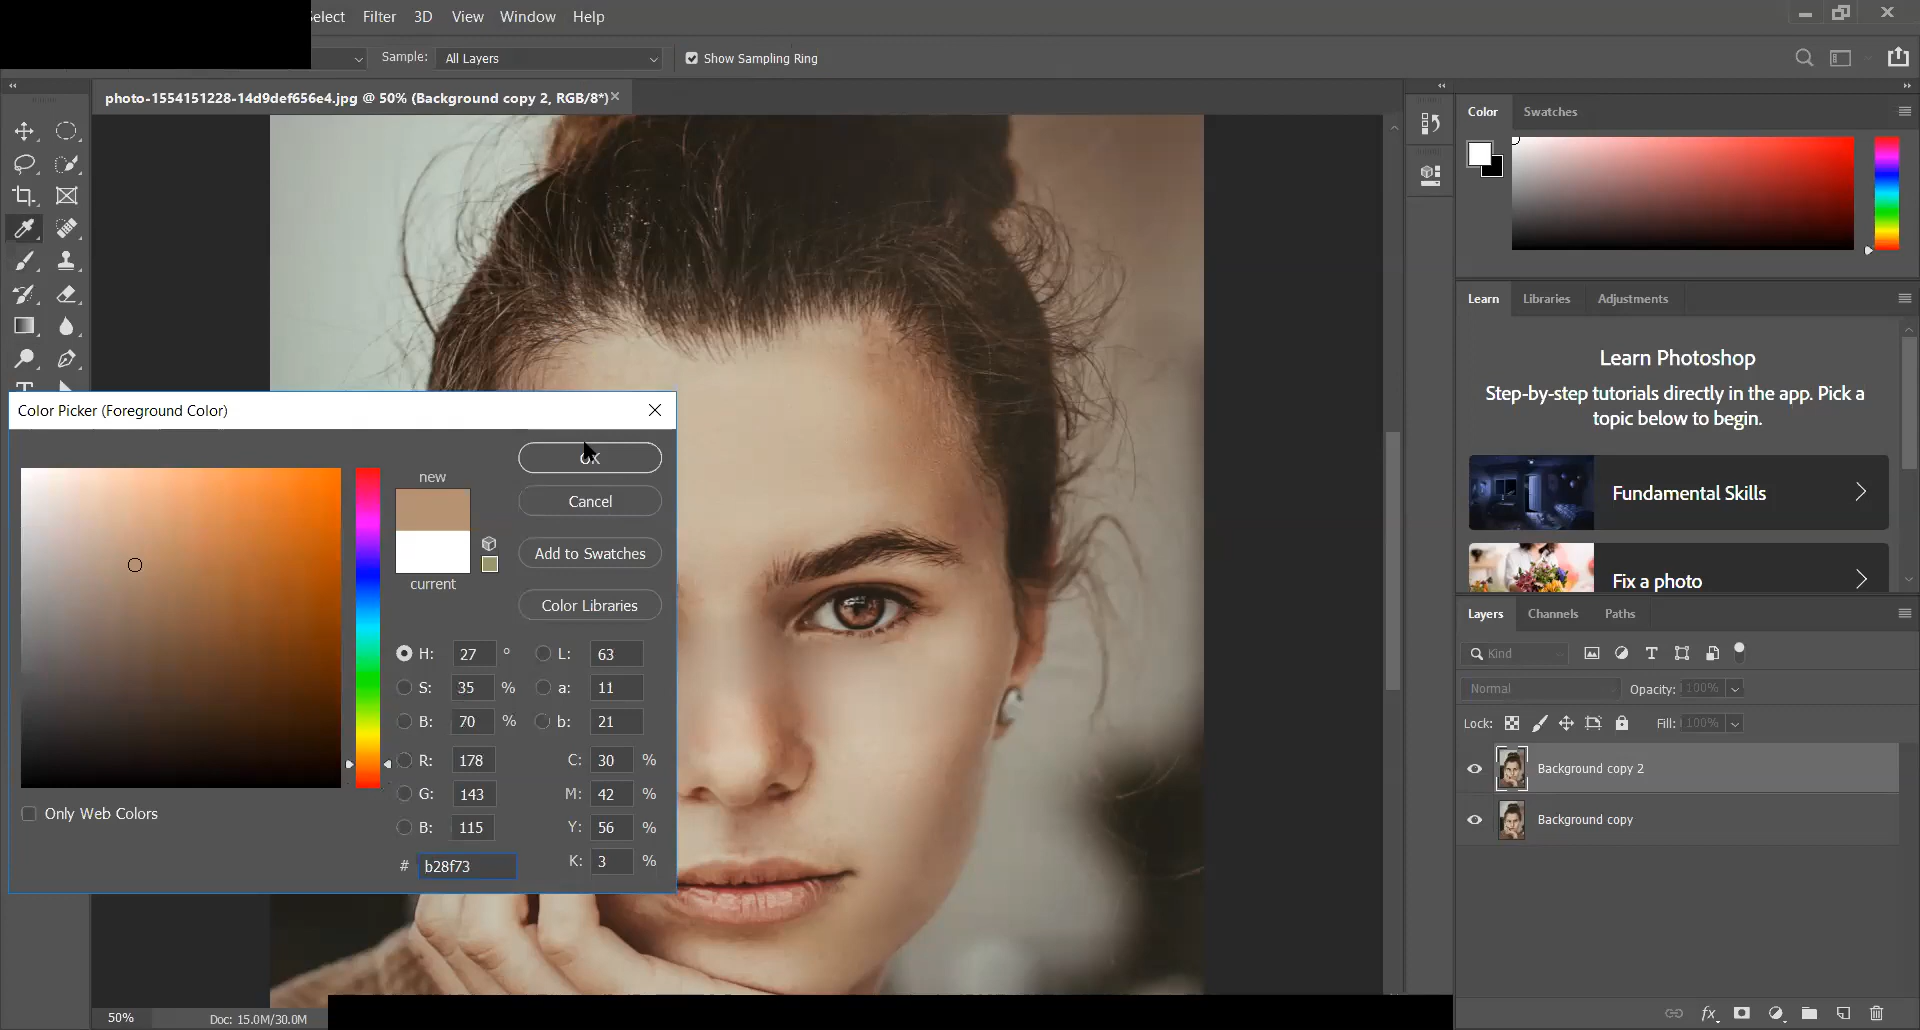 Select Filter 3D View Window Help
Sample: All Layers Show Sampling Ring
photo-1554151228-14d9def656e4.jpg @ 50% (Background copy 2, RGB/8*)
Color Swatches
Learn Libraries Adjustments
Learn Photoshop
Step-by-step tutorials directly in the app. Pick a
topic below to begin.
Fundamental Skills
Fix a photo
Color Picker (Foreground Color)
new
current
OK
Cancel
Add to Swatches
Color Libraries
H: 27 ° L: 63
S: 35 % a: 11
B: 70 % b: 21
R: 178 C: 30 %
G: 143 M: 42 %
B: 115 Y: 56 %
# b28f73 K: 3 %
Only Web Colors
Layers Channels Paths
Kind
Normal Opacity: 100%
Lock: Fill: 100%
Background copy 2
Background copy
50% Doc: 15.0M/30.0M